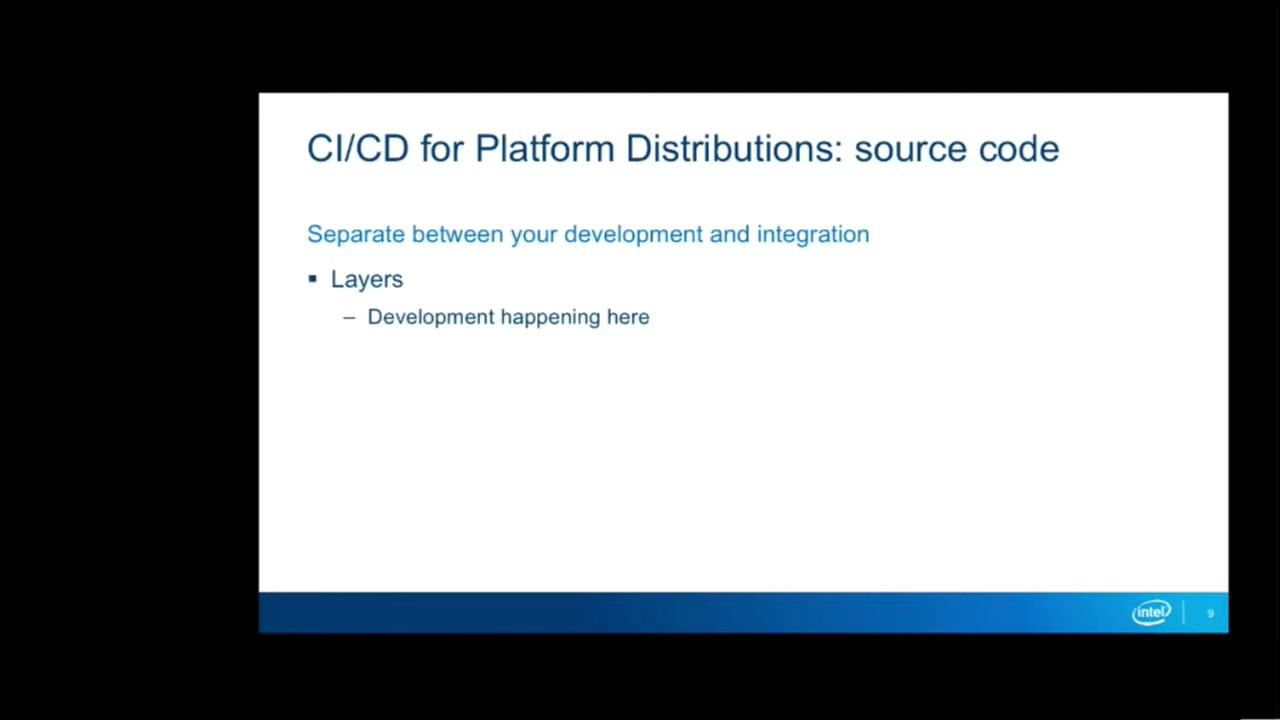 CI/CD for Platform Distributions: source code
Separate between your development and integration
▪ Layers
– Development happening here
intel
9